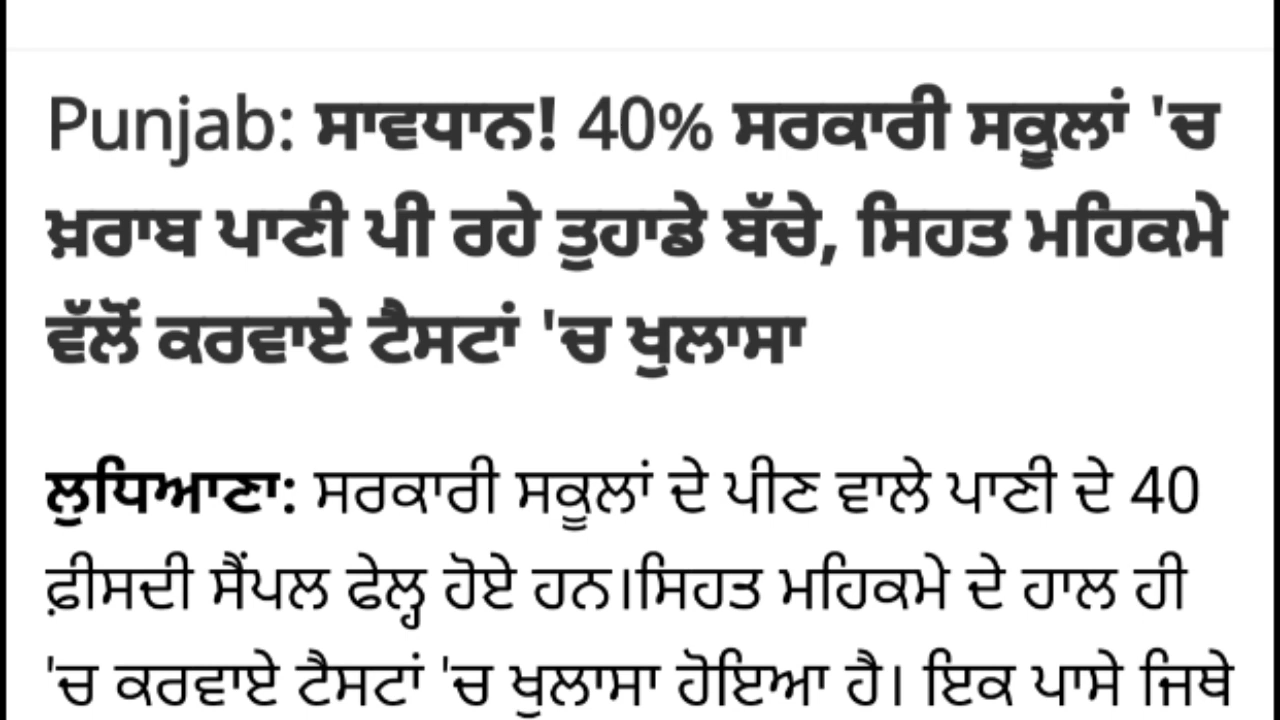 Punjab: ਸਾਵਧਾਨ! 40% ਸਰਕਾਰੀ ਸਕੂਲਾਂ 'ਚ
ਖ਼ਰਾਬ ਪਾਣੀ ਪੀ ਰਹੇ ਤੁਹਾਡੇ ਬੱਚੇ, ਸਿਹਤ ਮਹਿਕਮੇ
ਵੱਲੋਂ ਕਰਵਾਏ ਟੈਸਟਾਂ 'ਚ ਖੁਲਾਸਾ
ਲੁਧਿਆਣਾ: ਸਰਕਾਰੀ ਸਕੂਲਾਂ ਦੇ ਪੀਣ ਵਾਲੇ ਪਾਣੀ ਦੇ 40
ਫ਼ੀਸਦੀ ਸੈਂਪਲ ਫੇਲ੍ਹ ਹੋਏ ਹਨ।ਸਿਹਤ ਮਹਿਕਮੇ ਦੇ ਹਾਲ ਹੀ
'ਚ ਕਰਵਾਏ ਟੈਸਟਾਂ 'ਚ ਖੁਲਾਸਾ ਹੋਇਆ ਹੈ। ਇਕ ਪਾਸੇ ਜਿਥੇ